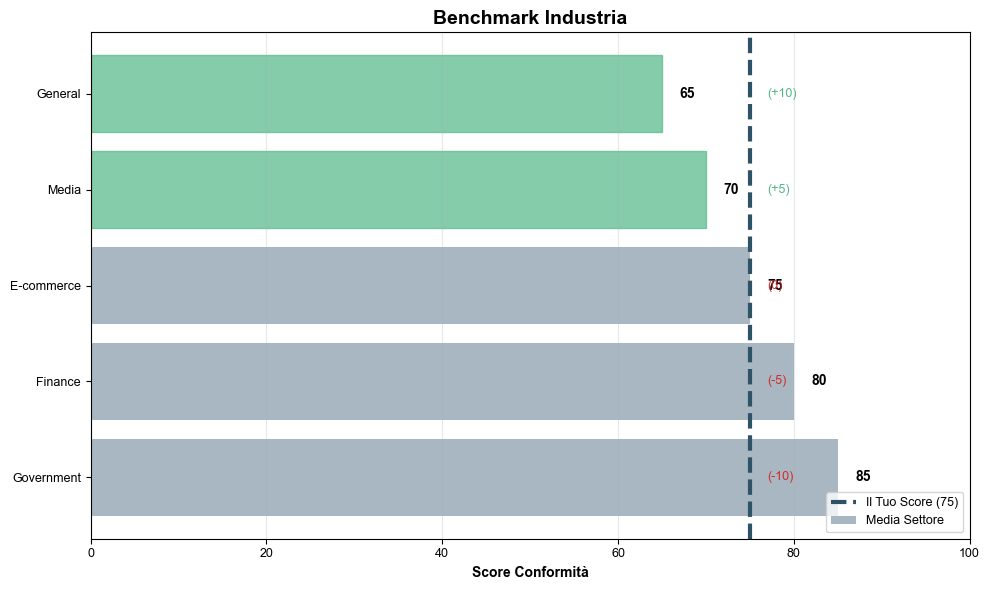 Benchmark Industria
General 65 (+10)
Media 70 (+5)
E-commerce 75 (0)
Finance (-5) 80
Government (-10) 85
Il Tuo Score (75)
Media Settore
0 20 40 60 80 100
Score Conformità